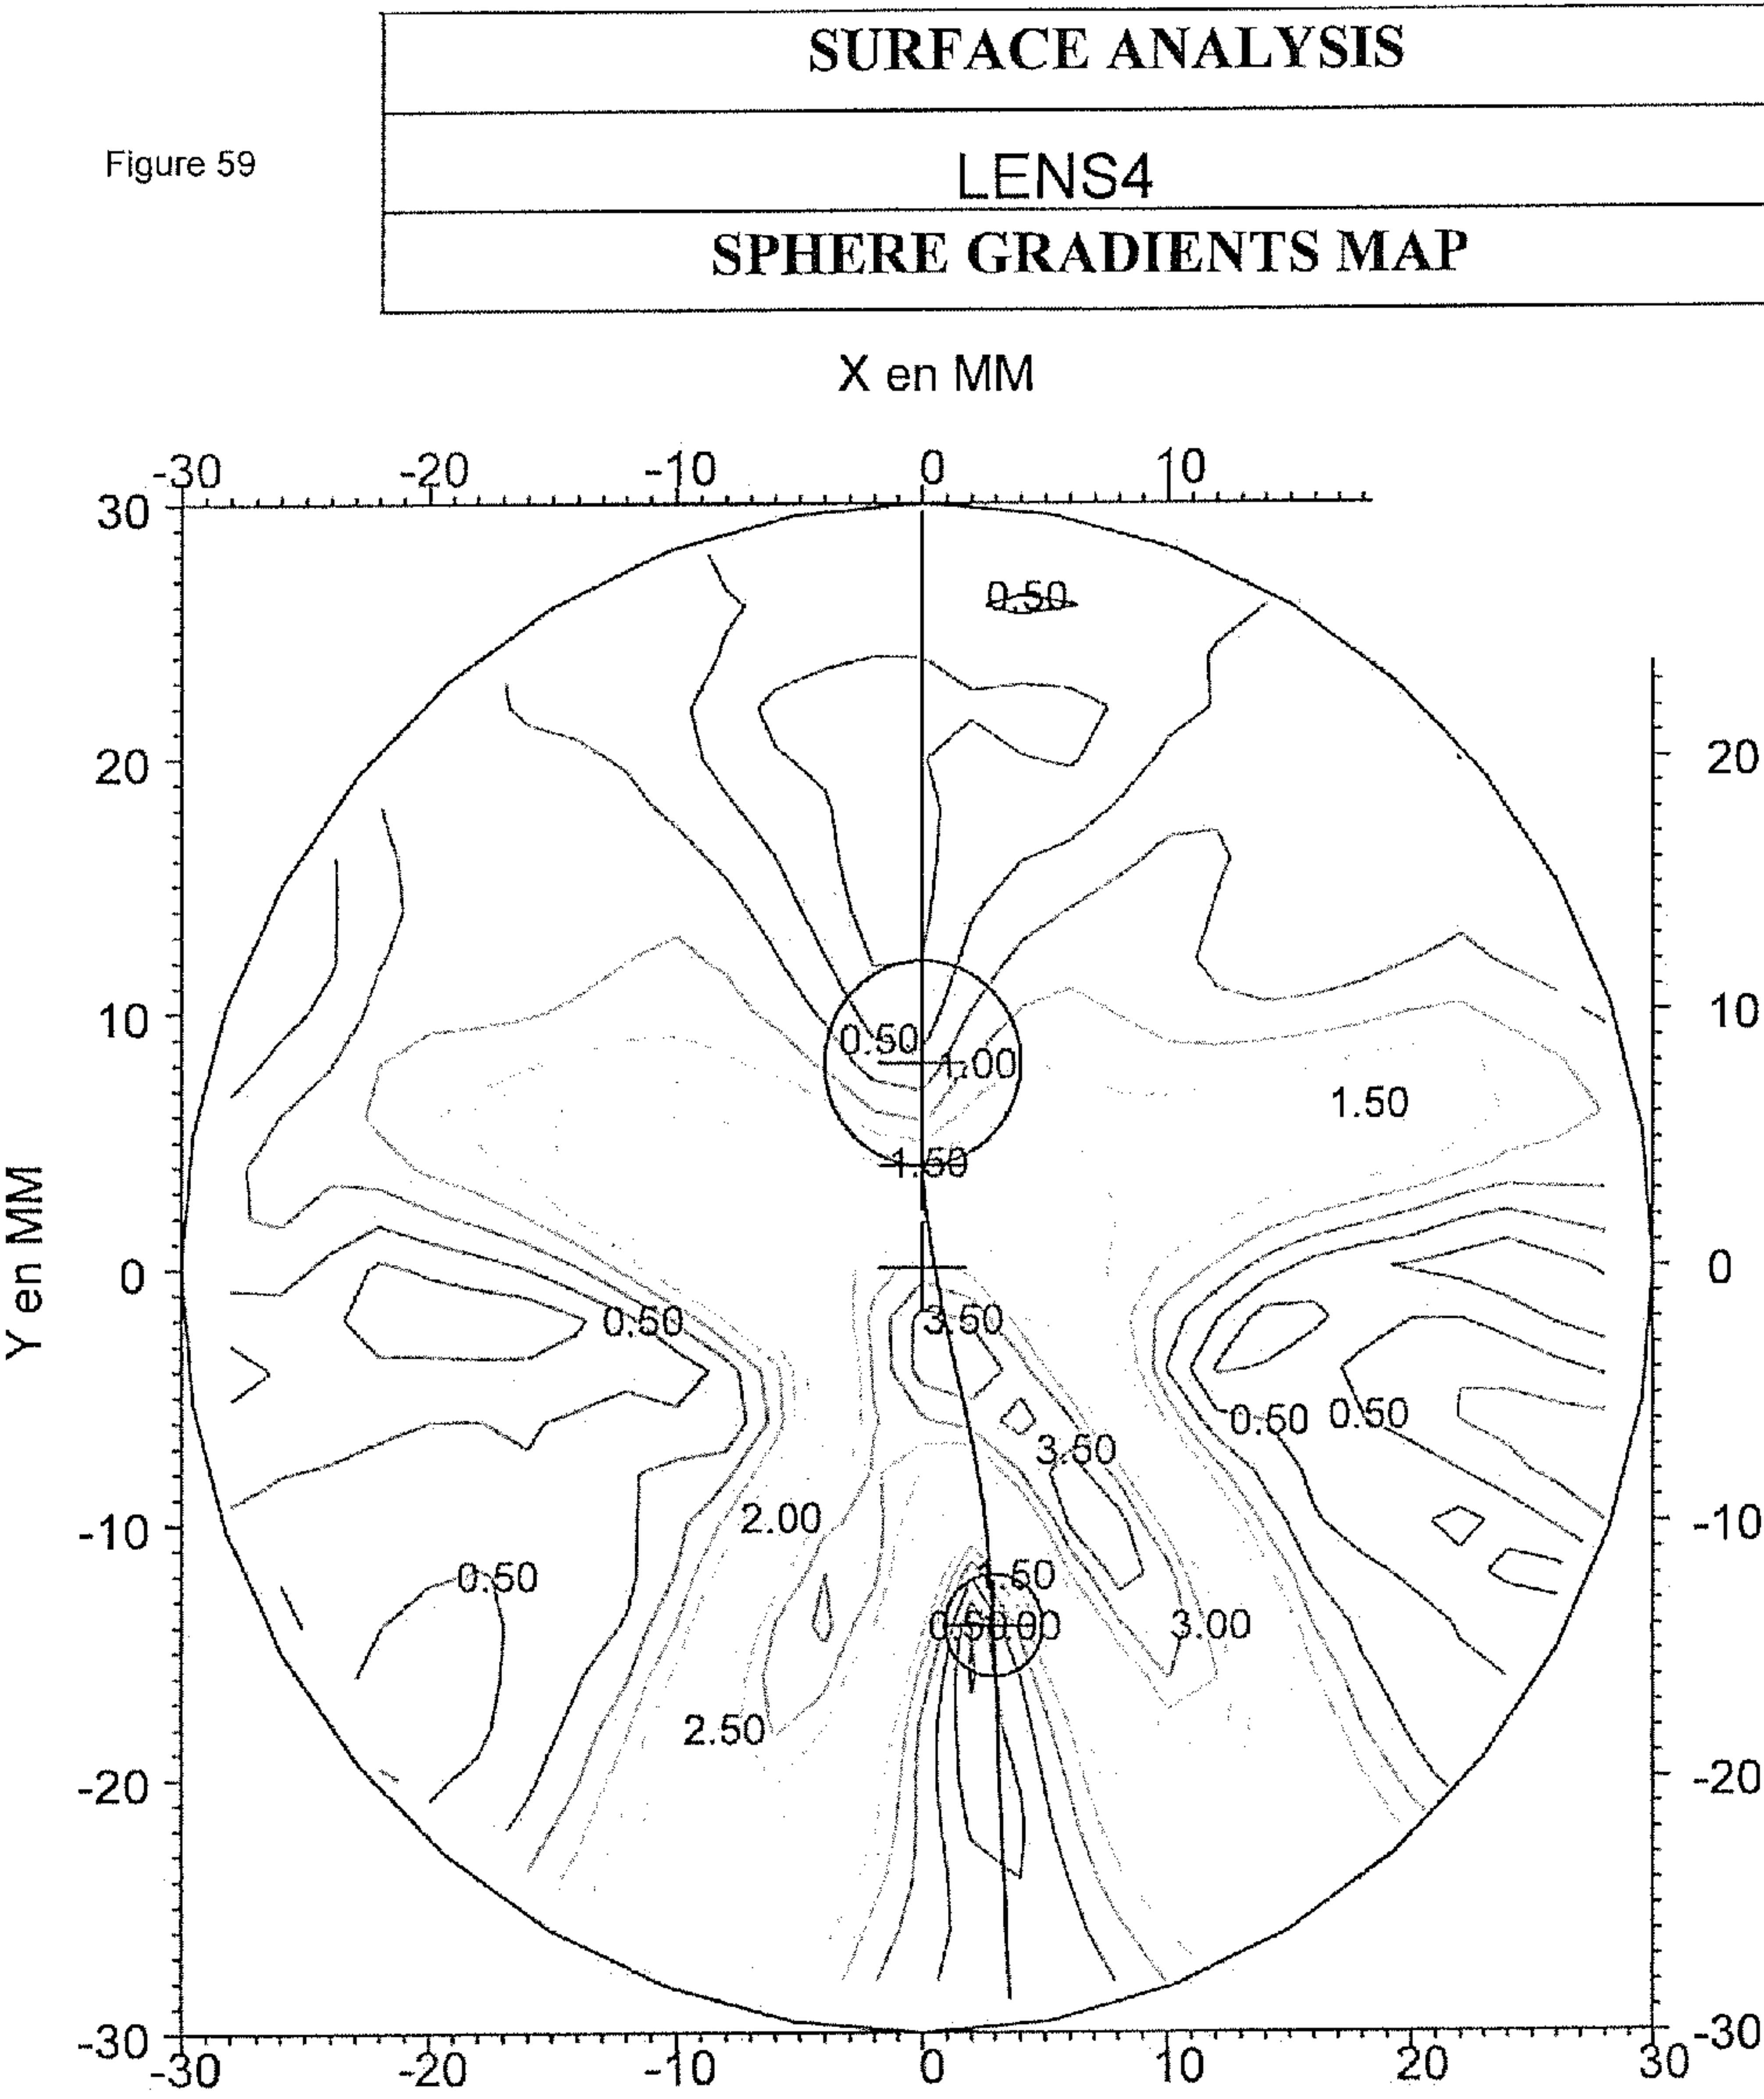 SURFACE ANALYSIS
Figure 59
LENS4
SPHERE GRADIENTS MAP
X en MM
-30 -20 -10 0 10
30
0.50
20 20
10 10
0.50
1.00
1.50
1.50
Y en MM
0 0
0.50 3.50
0.50 0.50
3.50
2.00
-10 -10
0.50 1.50
3.00
2.50
-20 -20
-30 -30
-30 -20 -10 0 10 20 30